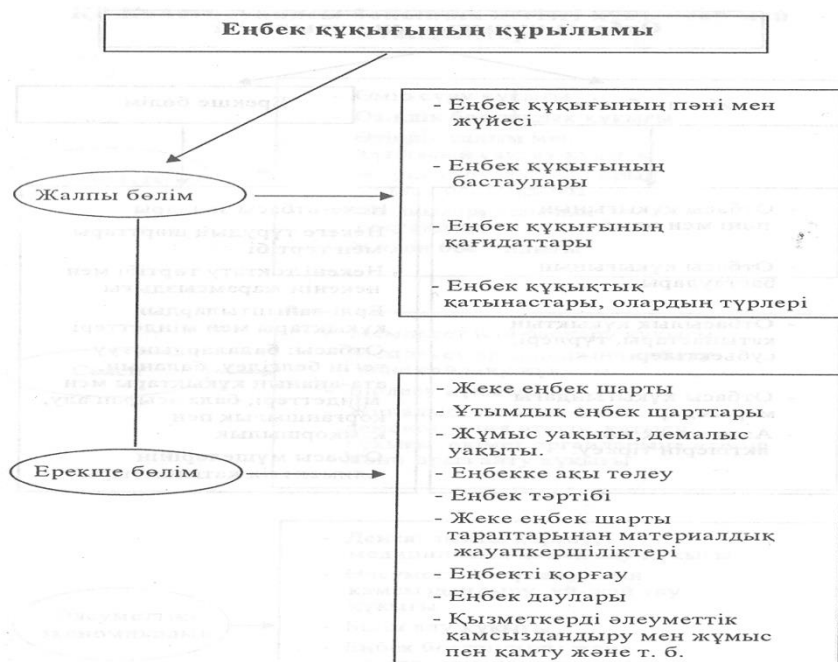 Еңбек құқығының құрылымы
- Еңбек құқығының пәні мен
жүйесі
- Еңбек құқығының
бастаулары
Жалпы бөлім
- Еңбек құқығының
қағидаттары
- Еңбек құқықтық
қатынастары, олардың түрлері
- Жеке еңбек шарты
- Ұтымдық еңбек шарттары
- Жұмыс уақыты, демалыс
уақыты.
Ерекше бөлім
- Еңбекке ақы төлеу
- Еңбек тәртібі
- Жеке еңбек шарты
тараптарынан материалдық
жауапкершіліктері
- Еңбекті қорғау
- Еңбек даулары
- Қызметкерді әлеуметтік
қамсыздандыру мен жұмыс
пен қамту және т. б.